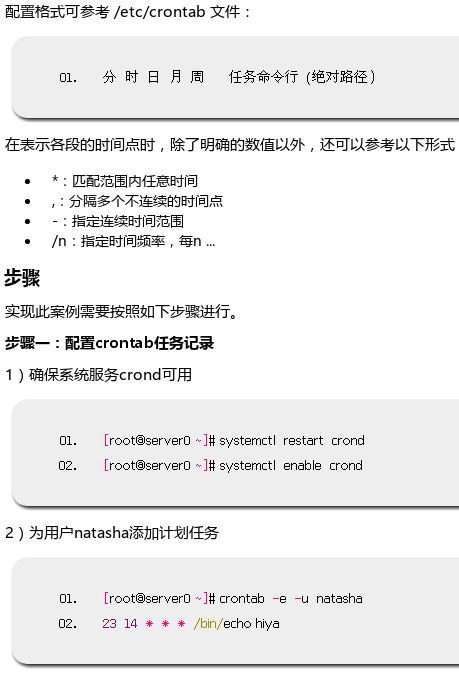 配置格式可参考 /etc/crontab 文件：
01. 分 时 日 月 周 任务命令行 (绝对路径）
在表示各段的时间点时，除了明确的数值以外，还可以参考以下形式
• *：匹配范围内任意时间
• ,：分隔多个不连续的时间点
• -：指定连续时间范围
• /n：指定时间频率，每n ...
步骤
实现此案例需要按照如下步骤进行。
步骤一：配置crontab任务记录
1）确保系统服务crond可用
01. [root@server0 ~]# systemctl restart crond
02. [root@server0 ~]# systemctl enable crond
2）为用户natasha添加计划任务
01. [root@server0 ~]# crontab -e -u natasha
02. 23 14 * * * /bin/echo hiya